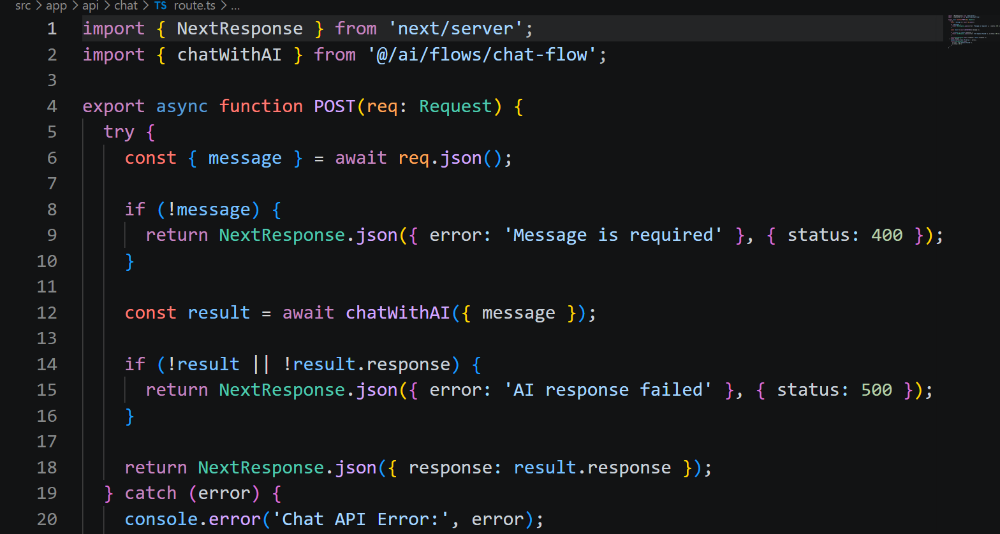 src > app > api > chat > TS route.ts > ...
1 import { NextResponse } from 'next/server';
2 import { chatWithAI } from '@/ai/flows/chat-flow';
3
4 export async function POST(req: Request) {
5   try {
6     const { message } = await req.json();
7
8     if (!message) {
9       return NextResponse.json({ error: 'Message is required' }, { status: 400 });
10     }
11
12     const result = await chatWithAI({ message });
13
14     if (!result || !result.response) {
15       return NextResponse.json({ error: 'AI response failed' }, { status: 500 });
16     }
17
18     return NextResponse.json({ response: result.response });
19   } catch (error) {
20     console.error('Chat API Error:', error);